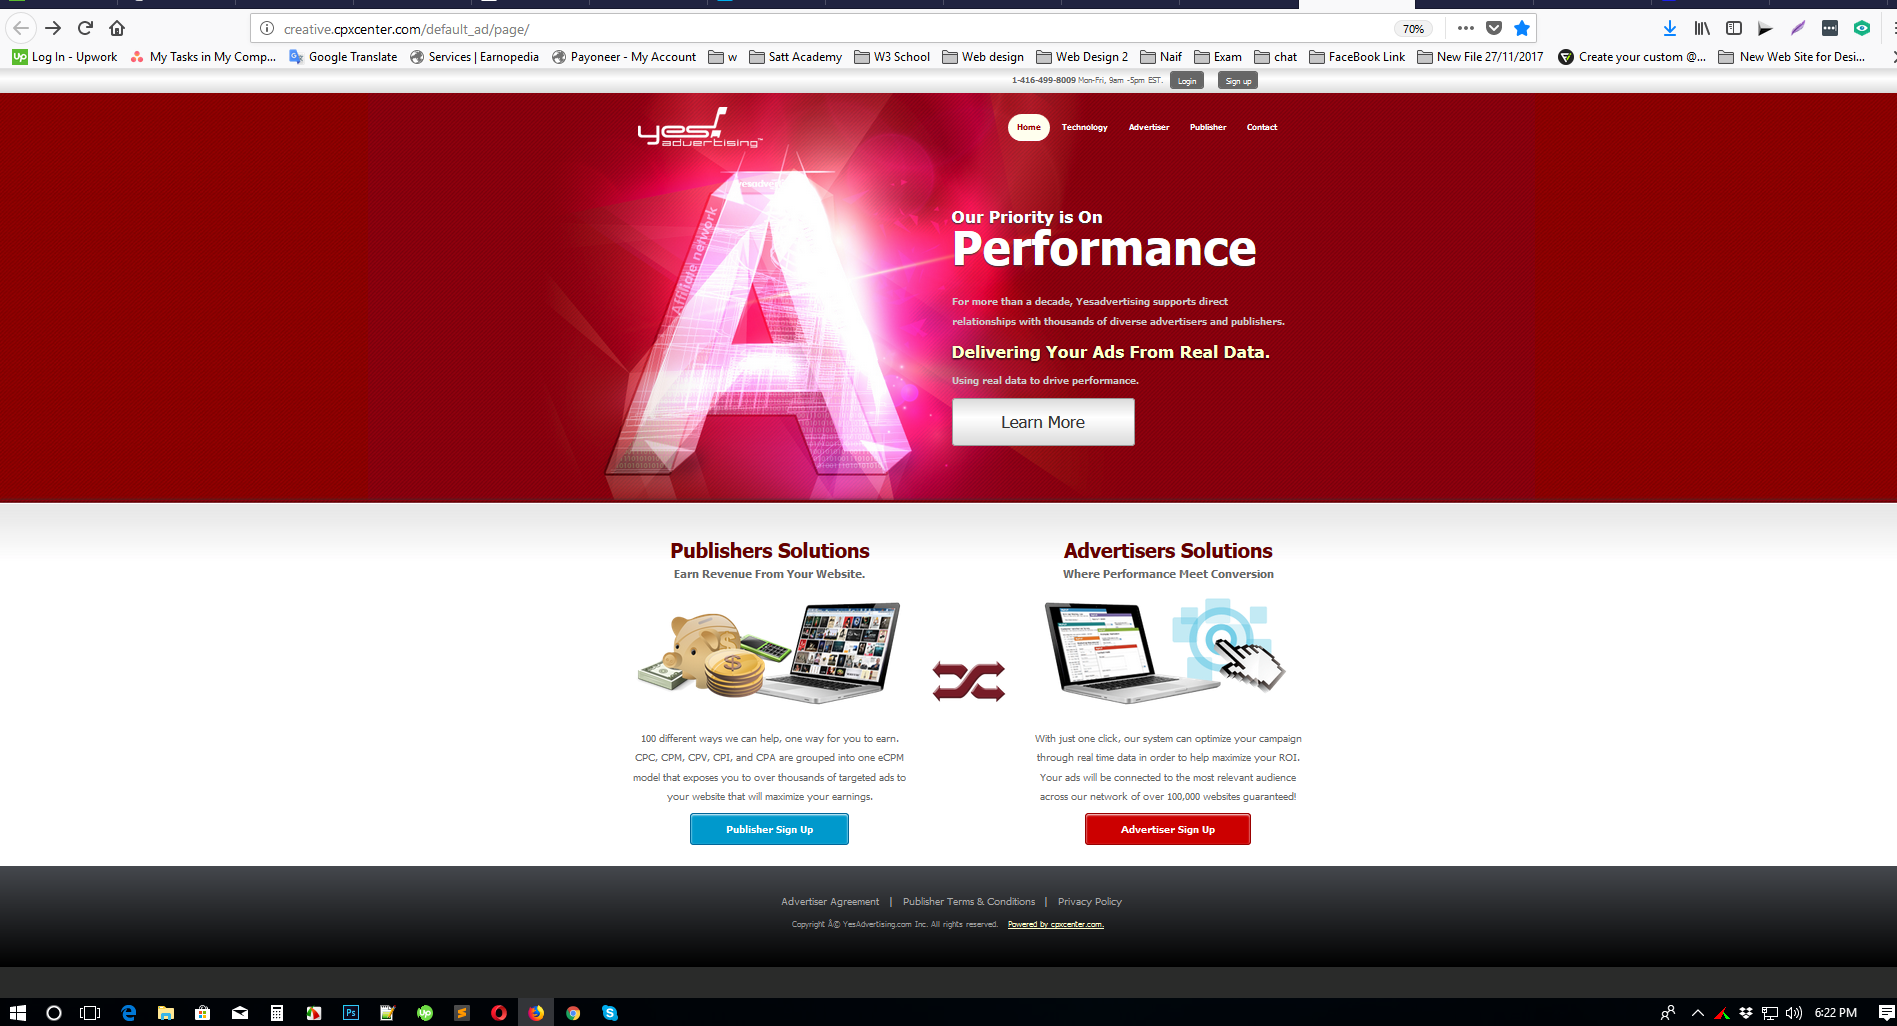 creative.cpxcenter.com/default_ad/page/
70%
Log In - Upwork
My Tasks in My Comp...
Google Translate
Services | Earnopedia
Payoneer - My Account
w
Satt Academy
W3 School
Web design
Web Design 2
Naif
Exam
chat
FaceBook Link
New File 27/11/2017
Create your custom @...
New Web Site for Desi...
1-416-499-8009 Mon-Fri, 9am -5pm EST.
Login
Sign up
yes!
advertising™
Home
Technology
Advertiser
Publisher
Contact
Affiliate network
Our Priority is On
Performance
For more than a decade, Yesadvertising supports direct
relationships with thousands of diverse advertisers and publishers.
Delivering Your Ads From Real Data.
Using real data to drive performance.
Learn More
Publishers Solutions
Earn Revenue From Your Website.
100 different ways we can help, one way for you to earn.
CPC, CPM, CPV, CPI, and CPA are grouped into one eCPM
model that exposes you to over thousands of targeted ads to
your website that will maximize your earnings.
Publisher Sign Up
Advertisers Solutions
Where Performance Meet Conversion
With just one click, our system can optimize your campaign
through real time data in order to help maximize your ROI.
Your ads will be connected to the most relevant audience
across our network of over 100,000 websites guaranteed!
Advertiser Sign Up
Advertiser Agreement | Publisher Terms & Conditions | Privacy Policy
Copyright Â© YesAdvertising.com Inc. All rights reserved. Powered by cpxcenter.com.
6:22 PM